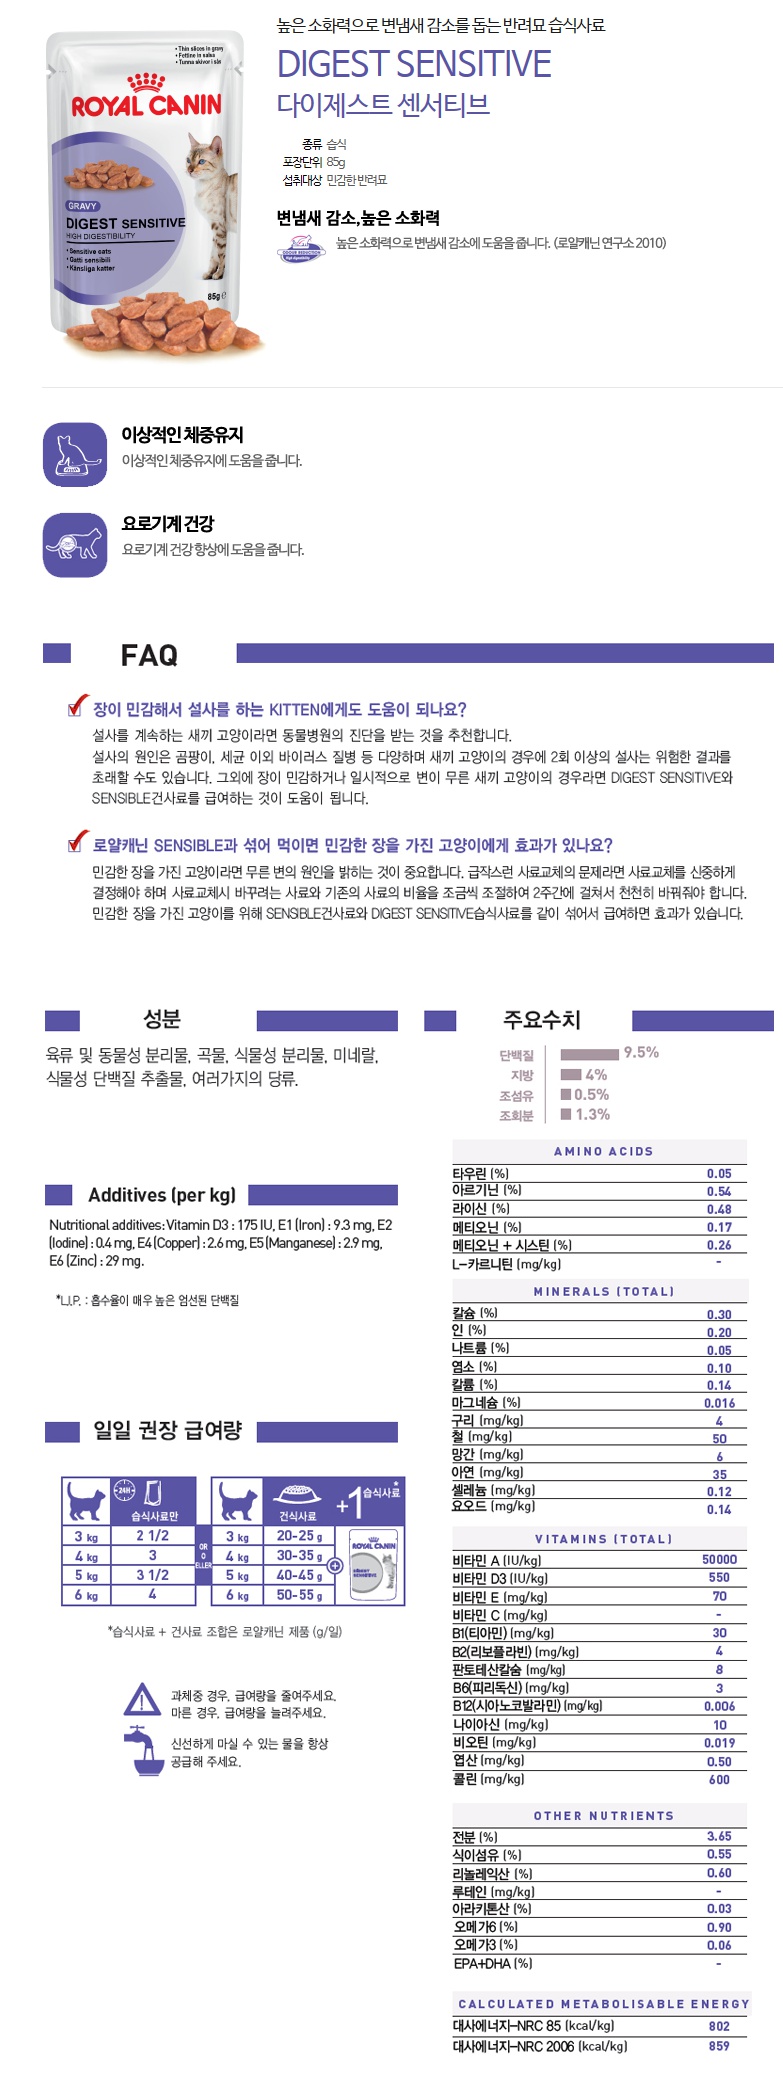 높은 소화력으로 변냄새 감소를 돕는 반려묘 습식사료
DIGEST SENSITIVE
다이제스트 센서티브
종류 습식
포장단위 85g
섭취대상 민감한 반려묘
변냄새 감소,높은 소화력
높은 소화력으로 변냄새 감소에 도움을 줍니다. (로얄캐닌 연구소 2010)
• Thin slices in gravy
• Fettine in salsa
• Tunna skivor i sås
ROYAL CANIN
GRAVY
DIGEST SENSITIVE
HIGH DIGESTIBILITY
• Sensitive cats
• Gatti sensibili
• Känsliga katter
85g e
이상적인 체중유지
이상적인 체중유지에 도움을 줍니다.
요로기계 건강
요로기계 건강 향상에 도움을 줍니다.
FAQ
장이 민감해서 설사를 하는 KITTEN에게도 도움이 되나요?
설사를 계속하는 새끼 고양이라면 동물병원의 진단을 받는 것을 추천합니다.
설사의 원인은 곰팡이, 세균 이외 바이러스 질병 등 다양하며 새끼 고양이의 경우에 2회 이상의 설사는 위험한 결과를
초래할 수도 있습니다. 그외에 장이 민감하거나 일시적으로 변이 무른 새끼 고양이의 경우라면 DIGEST SENSITIVE와
SENSIBLE건사료를 급여하는 것이 도움이 됩니다.
로얄캐닌 SENSIBLE과 섞어 먹이면 민감한 장을 가진 고양이에게 효과가 있나요?
민감한 장을 가진 고양이라면 무른 변의 원인을 밝히는 것이 중요합니다. 급작스런 사료교체의 문제라면 사료교체를 신중하게
결정해야 하며 사료교체시 바꾸려는 사료와 기존의 사료의 비율을 조금씩 조절하여 2주간에 걸쳐서 천천히 바꿔줘야 합니다.
민감한 장을 가진 고양이를 위해 SENSIBLE건사료와 DIGEST SENSITIVE습식사료를 같이 섞어서 급여하면 효과가 있습니다.
성분
육류 및 동물성 분리물, 곡물, 식물성 분리물, 미네랄,
식물성 단백질 추출물, 여러가지의 당류.
Additives (per kg)
Nutritional additives: Vitamin D3 : 175 IU, E1 (Iron) : 9.3 mg, E2
(Iodine) : 0.4 mg, E4 (Copper) : 2.6 mg, E5 (Manganese) : 2.9 mg,
E6 (Zinc) : 29 mg.
*L.I.P. : 흡수율이 매우 높은 엄선된 단백질
일일 권장 급여량
24H
습식사료만
건식사료
+1 습식사료*
3 kg 2 1/2 3 kg 20-25 g
4 kg 3 4 kg 30-35 g
5 kg 3 1/2 5 kg 40-45 g
6 kg 4 6 kg 50-55 g
OR
O
ELLER
ROYAL CANIN
DIGEST
SENSITIVE
*습식사료 + 건사료 조합은 로얄캐닌 제품 (g/일)
과체중 경우, 급여량을 줄여주세요.
마른 경우, 급여량을 늘려주세요.
신선하게 마실 수 있는 물을 항상
공급해 주세요.
주요수치
단백질 9.5%
지방 4%
조섬유 0.5%
조회분 1.3%
AMINO ACIDS
타우린 (%) 0.05
아르기닌 (%) 0.54
라이신 (%) 0.48
메티오닌 (%) 0.17
메티오닌 + 시스틴 (%) 0.26
L-카르니틴 (mg/kg) -
MINERALS (TOTAL)
칼슘 (%) 0.30
인 (%) 0.20
나트륨 (%) 0.05
염소 (%) 0.10
칼륨 (%) 0.14
마그네슘 (%) 0.016
구리 (mg/kg) 4
철 (mg/kg) 50
망간 (mg/kg) 6
아연 (mg/kg) 35
셀레늄 (mg/kg) 0.12
요오드 (mg/kg) 0.14
VITAMINS (TOTAL)
비타민 A (IU/kg) 50000
비타민 D3 (IU/kg) 550
비타민 E (mg/kg) 70
비타민 C (mg/kg) -
B1(티아민) (mg/kg) 30
B2(리보플라빈) (mg/kg) 4
판토테산칼슘 (mg/kg) 8
B6(피리독신) (mg/kg) 3
B12(시아노코발라민) (mg/kg) 0.006
나이아신 (mg/kg) 10
비오틴 (mg/kg) 0.019
엽산 (mg/kg) 0.50
콜린 (mg/kg) 600
OTHER NUTRIENTS
전분 (%) 3.65
식이섬유 (%) 0.55
리놀레익산 (%) 0.60
루테인 (mg/kg) -
아라키톤산 (%) 0.03
오메가6 (%) 0.90
오메가3 (%) 0.06
EPA+DHA (%) -
CALCULATED METABOLISABLE ENERGY
대사에너지-NRC 85 (kcal/kg) 802
대사에너지-NRC 2006 (kcal/kg) 859